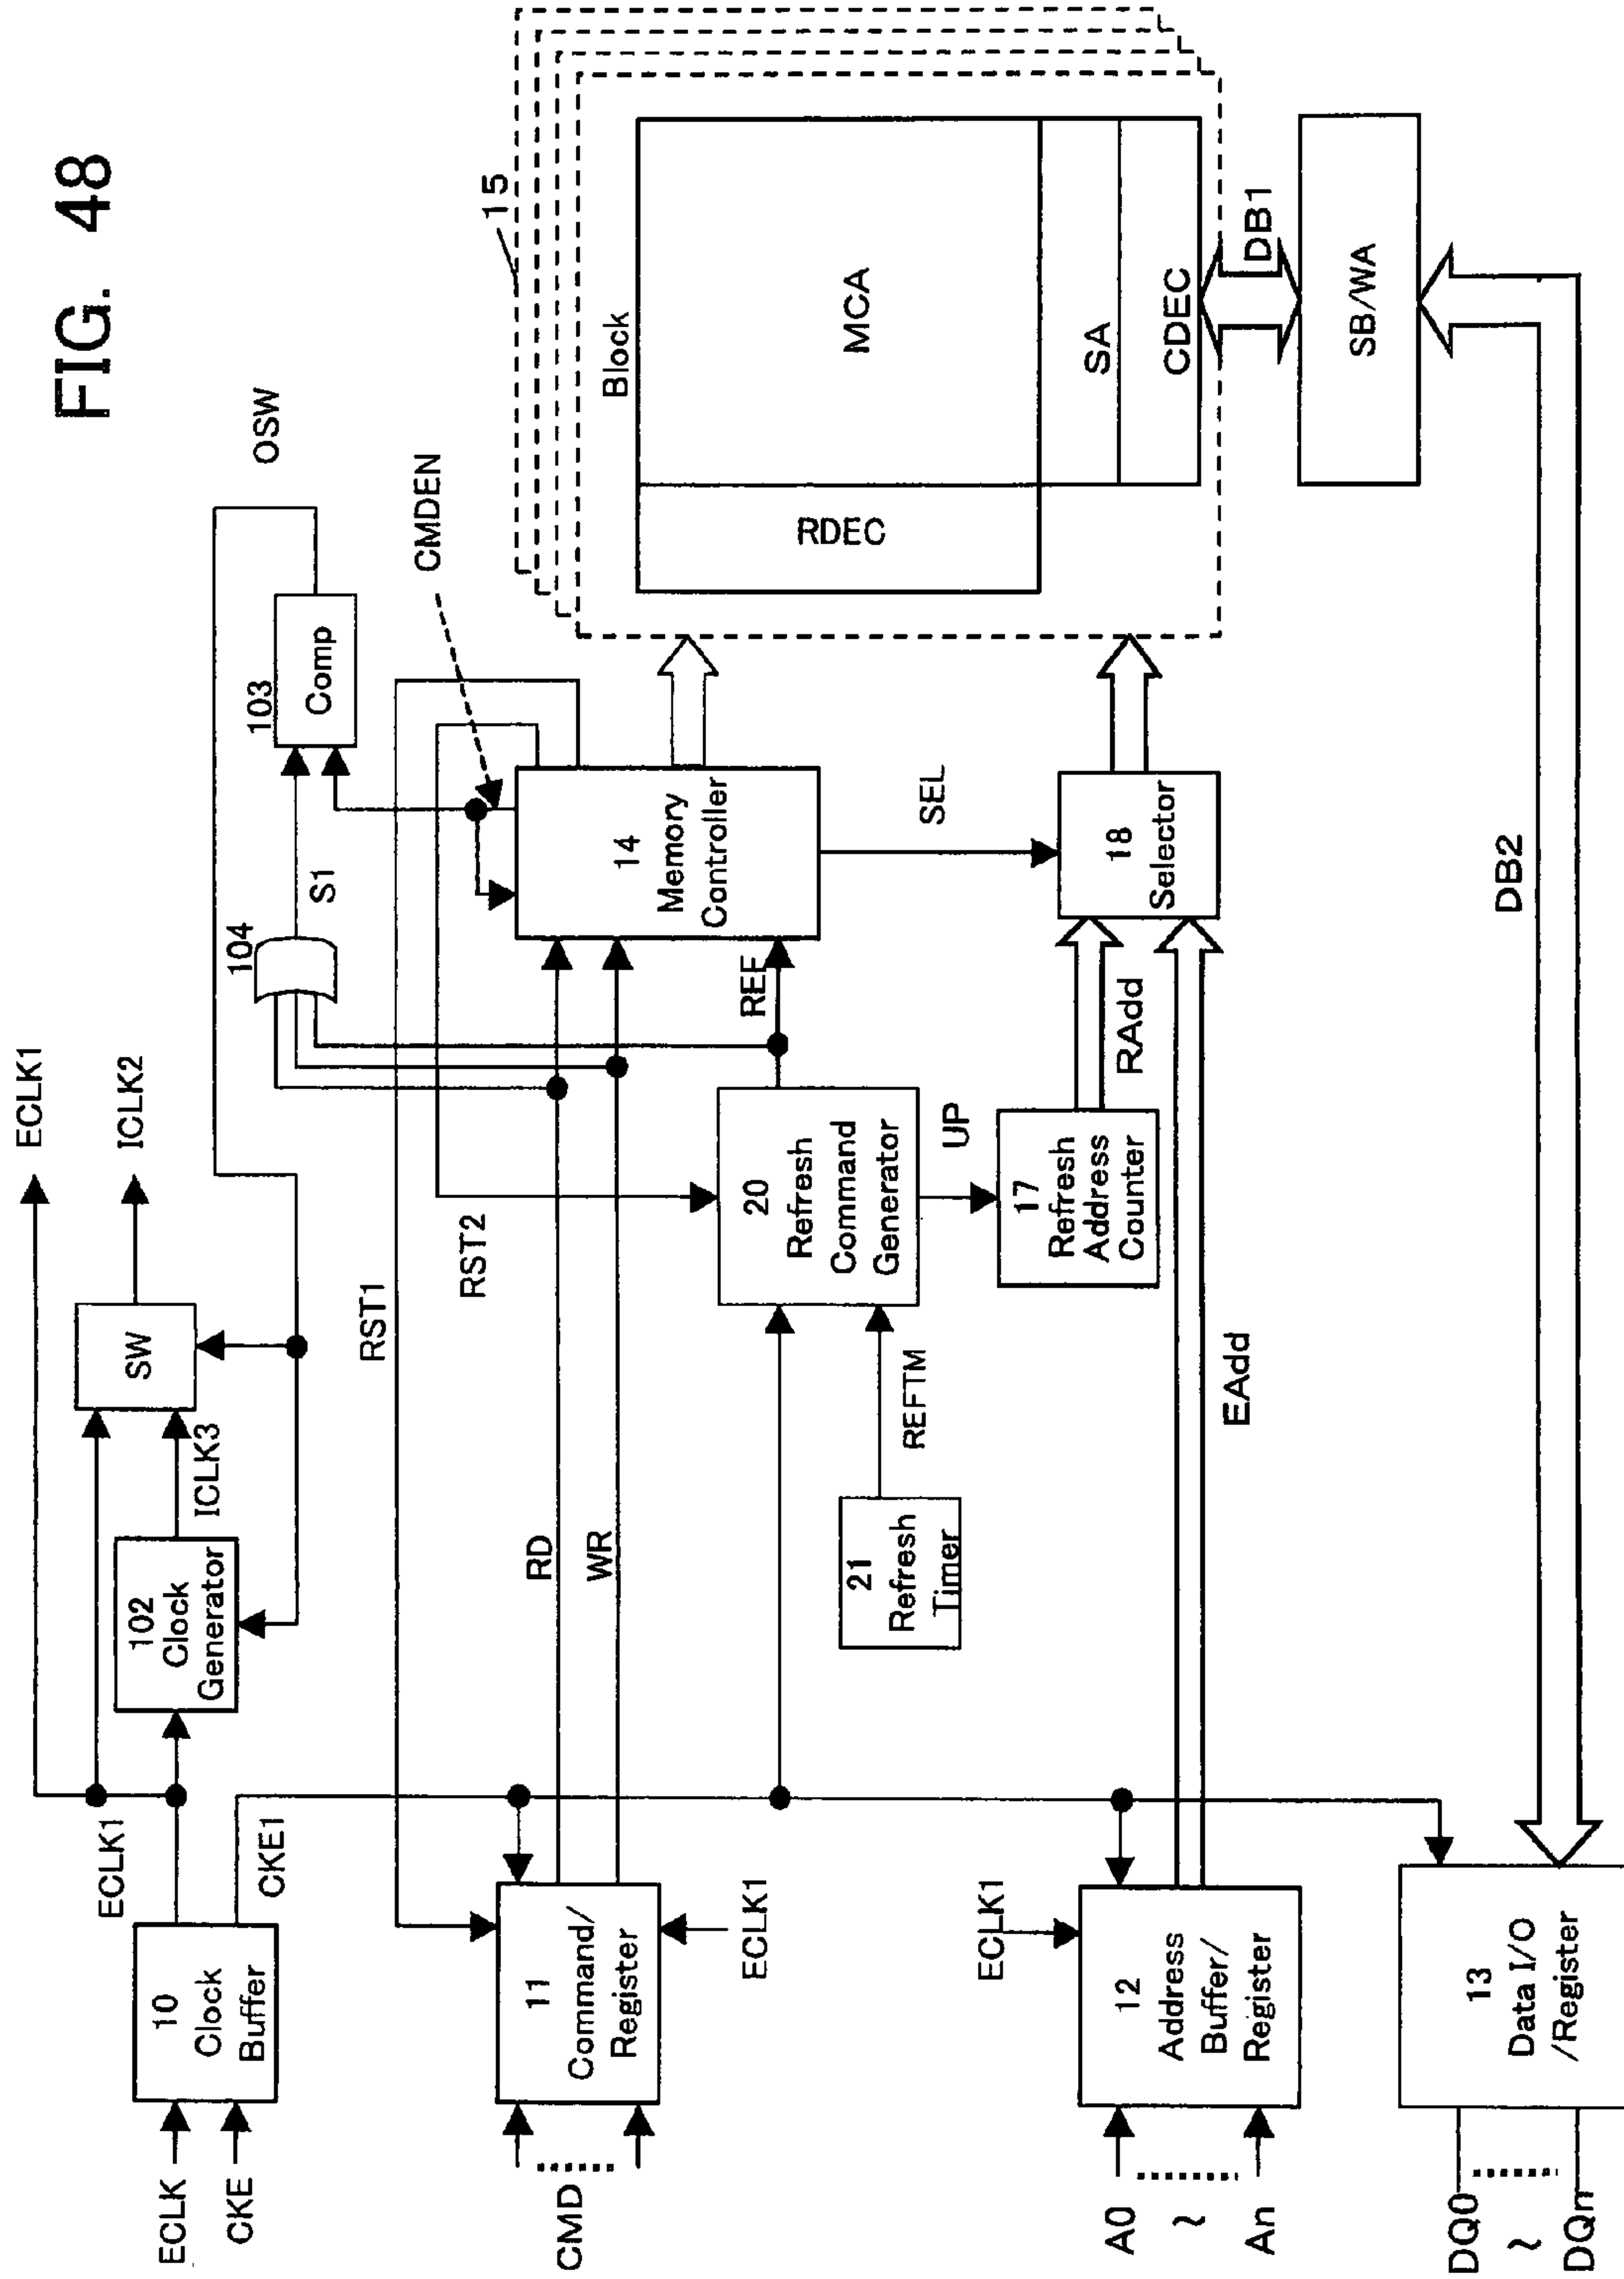 FIG. 48
ECLK1
ICLK2
OSW
ECLK
CKE
10
Clock
Buffer
ECLK1
CKE1
102
Clock
Generator
ICLK3
SW
104
S1
103
Comp
CMDEN
15
RST1
RST2
CMD
11
Command/
Register
ECLK1
RD
WR
REF
14
Memory
Controller
Block
RDEC
MCA
SA
CDEC
21
Refresh
Timer
REFTM
20
Refresh
Command
Generator
UP
17
Refresh
Address
Counter
RAdd
SEL
18
Selector
DB1
SB/WA
A0
~
An
ECLK1
12
Address
Buffer/
Register
EAdd
DQ0
~
DQn
13
Data I/O
/Register
DB2